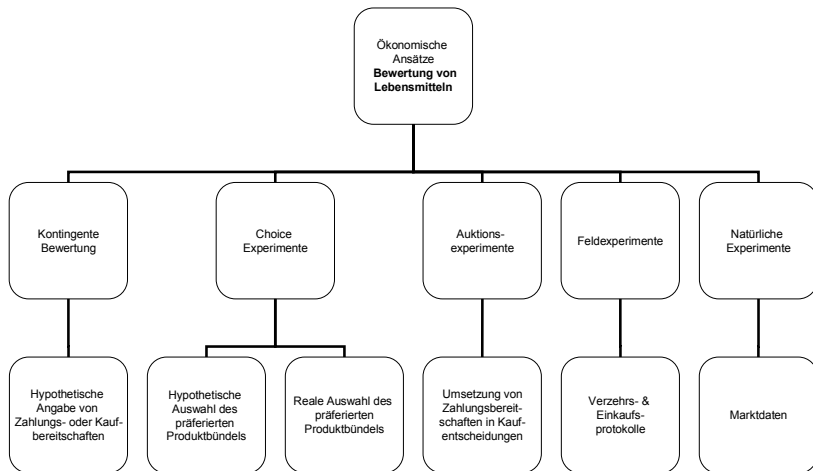 Ökonomische
Ansätze
Bewertung von
Lebensmitteln
Kontingente
Bewertung
Choice
Experimente
Auktions-
experimente
Feldexperimente
Natürliche
Experimente
Hypothetische
Angabe von
Zahlungs- oder Kauf-
bereitschaften
Hypothetische
Auswahl des
präferierten
Produktbündels
Reale Auswahl des
präferierten
Produktbündels
Umsetzung von
Zahlungsbereit-
schaften in Kauf-
entscheidungen
Verzehrs- &
Einkaufs-
protokolle
Marktdaten